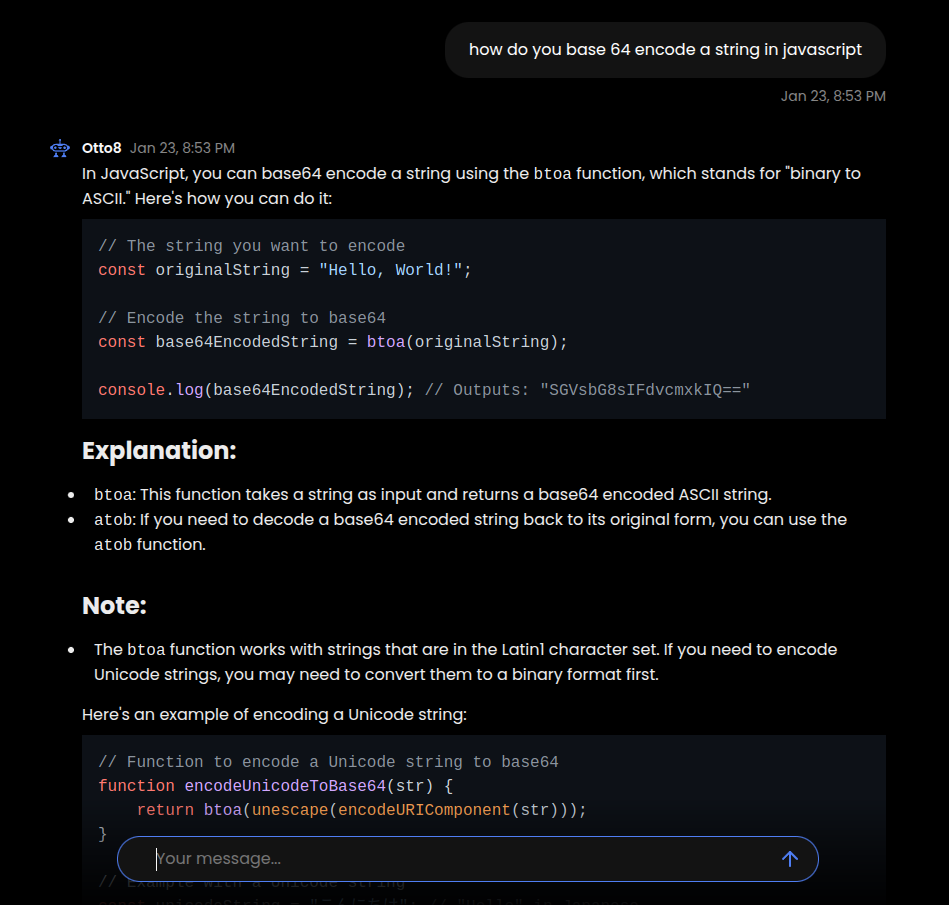 how do you base 64 encode a string in javascript
Jan 23, 8:53 PM
Otto8 Jan 23, 8:53 PM
In JavaScript, you can base64 encode a string using the btoa function, which stands for "binary to
ASCII." Here's how you can do it:
// The string you want to encode
const originalString = "Hello, World!";
// Encode the string to base64
const base64EncodedString = btoa(originalString);
console.log(base64EncodedString); // Outputs: "SGVsbG8sIFdvcmxkIQ=="
Explanation:
• btoa: This function takes a string as input and returns a base64 encoded ASCII string.
• atob: If you need to decode a base64 encoded string back to its original form, you can use the
atob function.
Note:
• The btoa function works with strings that are in the Latin1 character set. If you need to encode
Unicode strings, you may need to convert them to a binary format first.
Here's an example of encoding a Unicode string:
// Function to encode a Unicode string to base64
function encodeUnicodeToBase64(str) {
    return btoa(unescape(encodeURIComponent(str)));
}
Your message...
// Example with a Unicode string